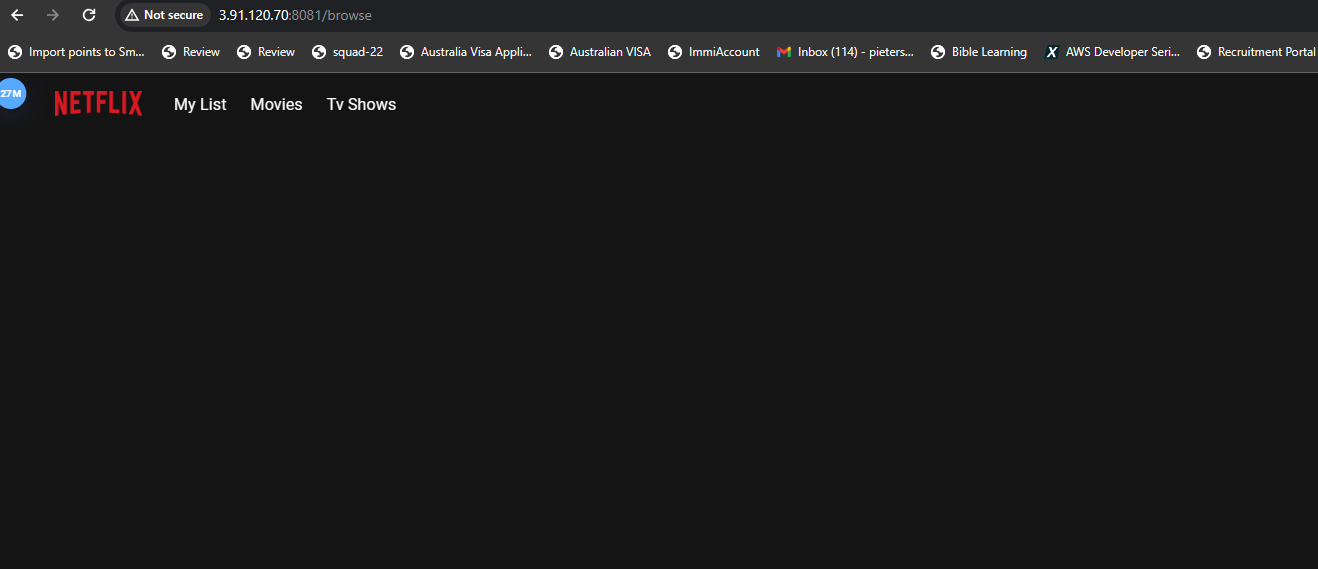 Not secure 3.91.120.70:8081/browse
Import points to Sm... Review Review squad-22 Australia Visa Appli... Australian VISA ImmiAccount Inbox (114) - pieters... Bible Learning X AWS Developer Seri... Recruitment Portal
27M
NETFLIX My List Movies Tv Shows